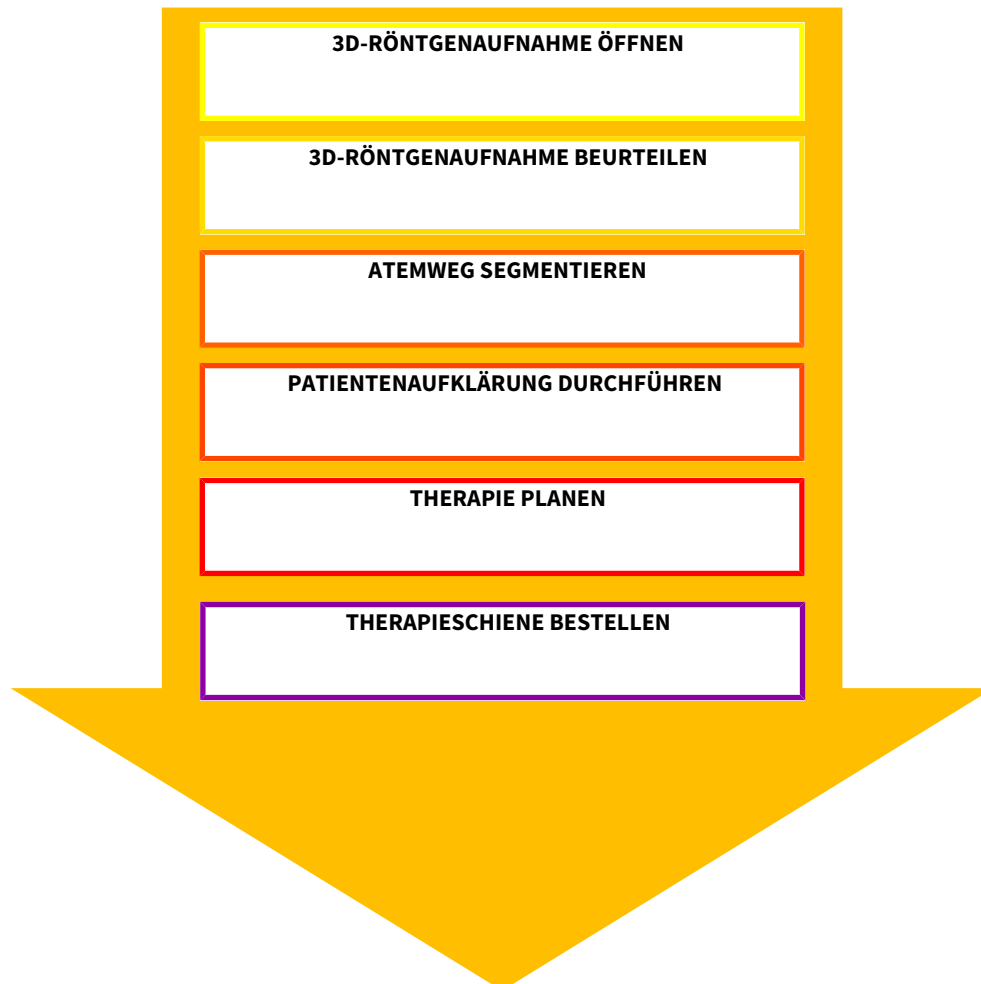 3D-RÖNTGENAUFNAHME ÖFFNEN
3D-RÖNTGENAUFNAHME BEURTEILEN
ATEMWEG SEGMENTIEREN
PATIENTENAUFKLÄRUNG DURCHFÜHREN
THERAPIE PLANEN
THERAPIESCHIENE BESTELLEN